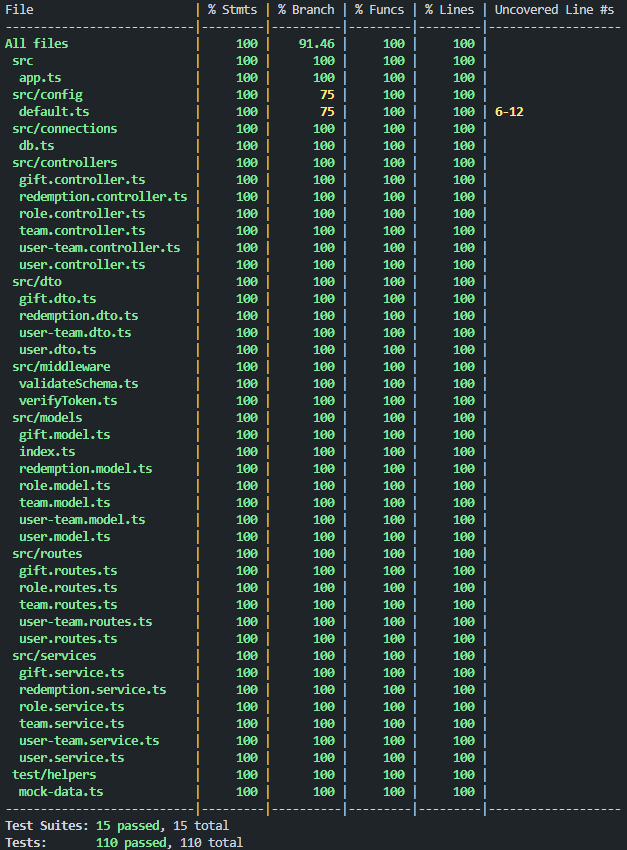 File | % Stmts | % Branch | % Funcs | % Lines | Uncovered Line #s
---------------------------|---------|----------|---------|---------|-------------------
All files | 100 | 91.46 | 100 | 100 |
src | 100 | 100 | 100 | 100 |
app.ts | 100 | 100 | 100 | 100 |
src/config | 100 | 75 | 100 | 100 |
default.ts | 100 | 75 | 100 | 100 | 6-12
src/connections | 100 | 100 | 100 | 100 |
db.ts | 100 | 100 | 100 | 100 |
src/controllers | 100 | 100 | 100 | 100 |
gift.controller.ts | 100 | 100 | 100 | 100 |
redemption.controller.ts | 100 | 100 | 100 | 100 |
role.controller.ts | 100 | 100 | 100 | 100 |
team.controller.ts | 100 | 100 | 100 | 100 |
user-team.controller.ts | 100 | 100 | 100 | 100 |
user.controller.ts | 100 | 100 | 100 | 100 |
src/dto | 100 | 100 | 100 | 100 |
gift.dto.ts | 100 | 100 | 100 | 100 |
redemption.dto.ts | 100 | 100 | 100 | 100 |
user-team.dto.ts | 100 | 100 | 100 | 100 |
user.dto.ts | 100 | 100 | 100 | 100 |
src/middleware | 100 | 100 | 100 | 100 |
validateSchema.ts | 100 | 100 | 100 | 100 |
verifyToken.ts | 100 | 100 | 100 | 100 |
src/models | 100 | 100 | 100 | 100 |
gift.model.ts | 100 | 100 | 100 | 100 |
index.ts | 100 | 100 | 100 | 100 |
redemption.model.ts | 100 | 100 | 100 | 100 |
role.model.ts | 100 | 100 | 100 | 100 |
team.model.ts | 100 | 100 | 100 | 100 |
user-team.model.ts | 100 | 100 | 100 | 100 |
user.model.ts | 100 | 100 | 100 | 100 |
src/routes | 100 | 100 | 100 | 100 |
gift.routes.ts | 100 | 100 | 100 | 100 |
role.routes.ts | 100 | 100 | 100 | 100 |
team.routes.ts | 100 | 100 | 100 | 100 |
user-team.routes.ts | 100 | 100 | 100 | 100 |
user.routes.ts | 100 | 100 | 100 | 100 |
src/services | 100 | 100 | 100 | 100 |
gift.service.ts | 100 | 100 | 100 | 100 |
redemption.service.ts | 100 | 100 | 100 | 100 |
role.service.ts | 100 | 100 | 100 | 100 |
team.service.ts | 100 | 100 | 100 | 100 |
user-team.service.ts | 100 | 100 | 100 | 100 |
user.service.ts | 100 | 100 | 100 | 100 |
test/helpers | 100 | 100 | 100 | 100 |
mock-data.ts | 100 | 100 | 100 | 100 |
---------------------------|---------|----------|---------|---------|-------------------
Test Suites: 15 passed, 15 total
Tests: 110 passed, 110 total